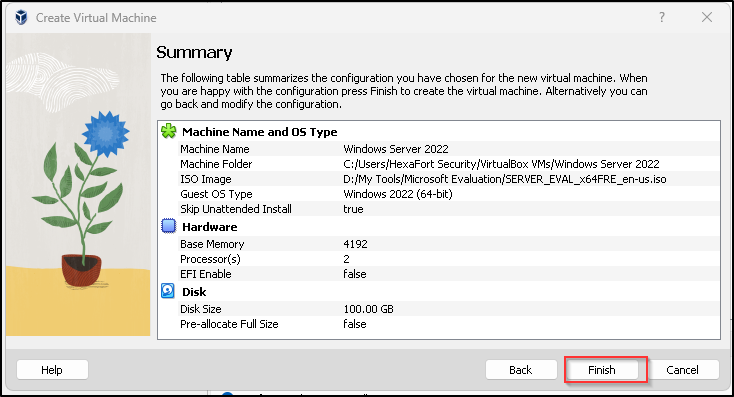 Create Virtual Machine
?
Summary
The following table summarizes the configuration you have chosen for the new virtual machine. When
you are happy with the configuration press Finish to create the virtual machine. Alternatively you can
go back and modify the configuration.
Machine Name and OS Type
Machine Name Windows Server 2022
Machine Folder C:/Users/HexaFort Security/VirtualBox VMs/Windows Server 2022
ISO Image D:/My Tools/Microsoft Evaluation/SERVER_EVAL_x64FRE_en-us.iso
Guest OS Type Windows 2022 (64-bit)
Skip Unattended Install true
Hardware
Base Memory 4192
Processor(s) 2
EFI Enable false
Disk
Disk Size 100.00 GB
Pre-allocate Full Size false
Help Back Finish Cancel